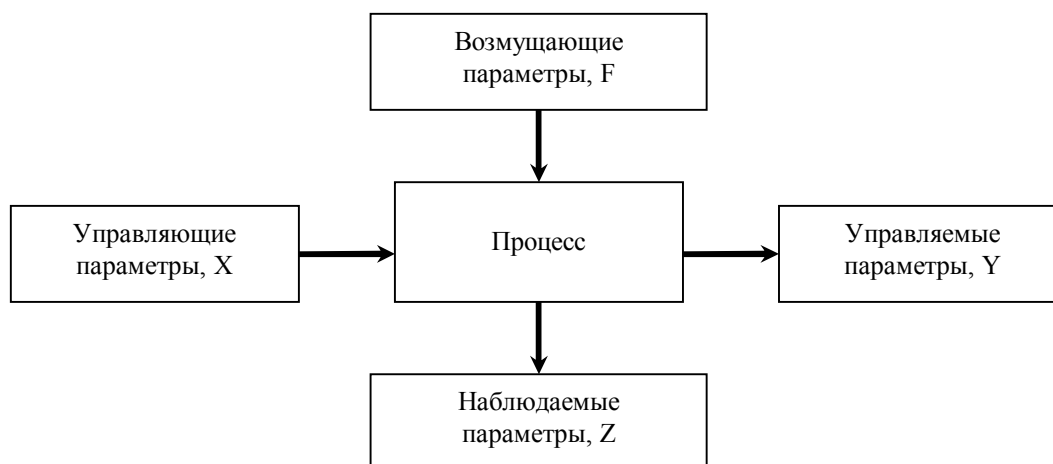 Возмущающие
параметры, F
Управляющие
параметры, X
Процесс
Управляемые
параметры, Y
Наблюдаемые
параметры, Z